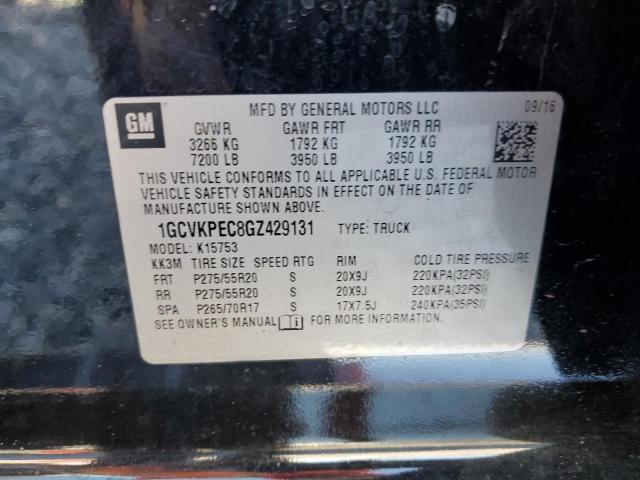 GM
MFD BY GENERAL MOTORS LLC 09/16
GVWR GAWR FRT GAWR RR
3266 KG 1792 KG 1792 KG
7200 LB 3950 LB 3950 LB
THIS VEHICLE CONFORMS TO ALL APPLICABLE U.S. FEDERAL MOTOR
VEHICLE SAFETY STANDARDS IN EFFECT ON THE DATE OF
MANUFACTURE SHOWN ABOVE.
1GCVKPEC8GZ429131 TYPE: TRUCK
MODEL: K15753
KK3M TIRE SIZE SPEED RTG RIM COLD TIRE PRESSURE
FRT P275/55R20 S 20X9J 220KPA(32PSI)
RR P275/55R20 S 20X9J 220KPA(32PSI)
SPA P265/70R17 S 17X7.5J 240KPA(35PSI)
SEE OWNER'S MANUAL i FOR MORE INFORMATION.